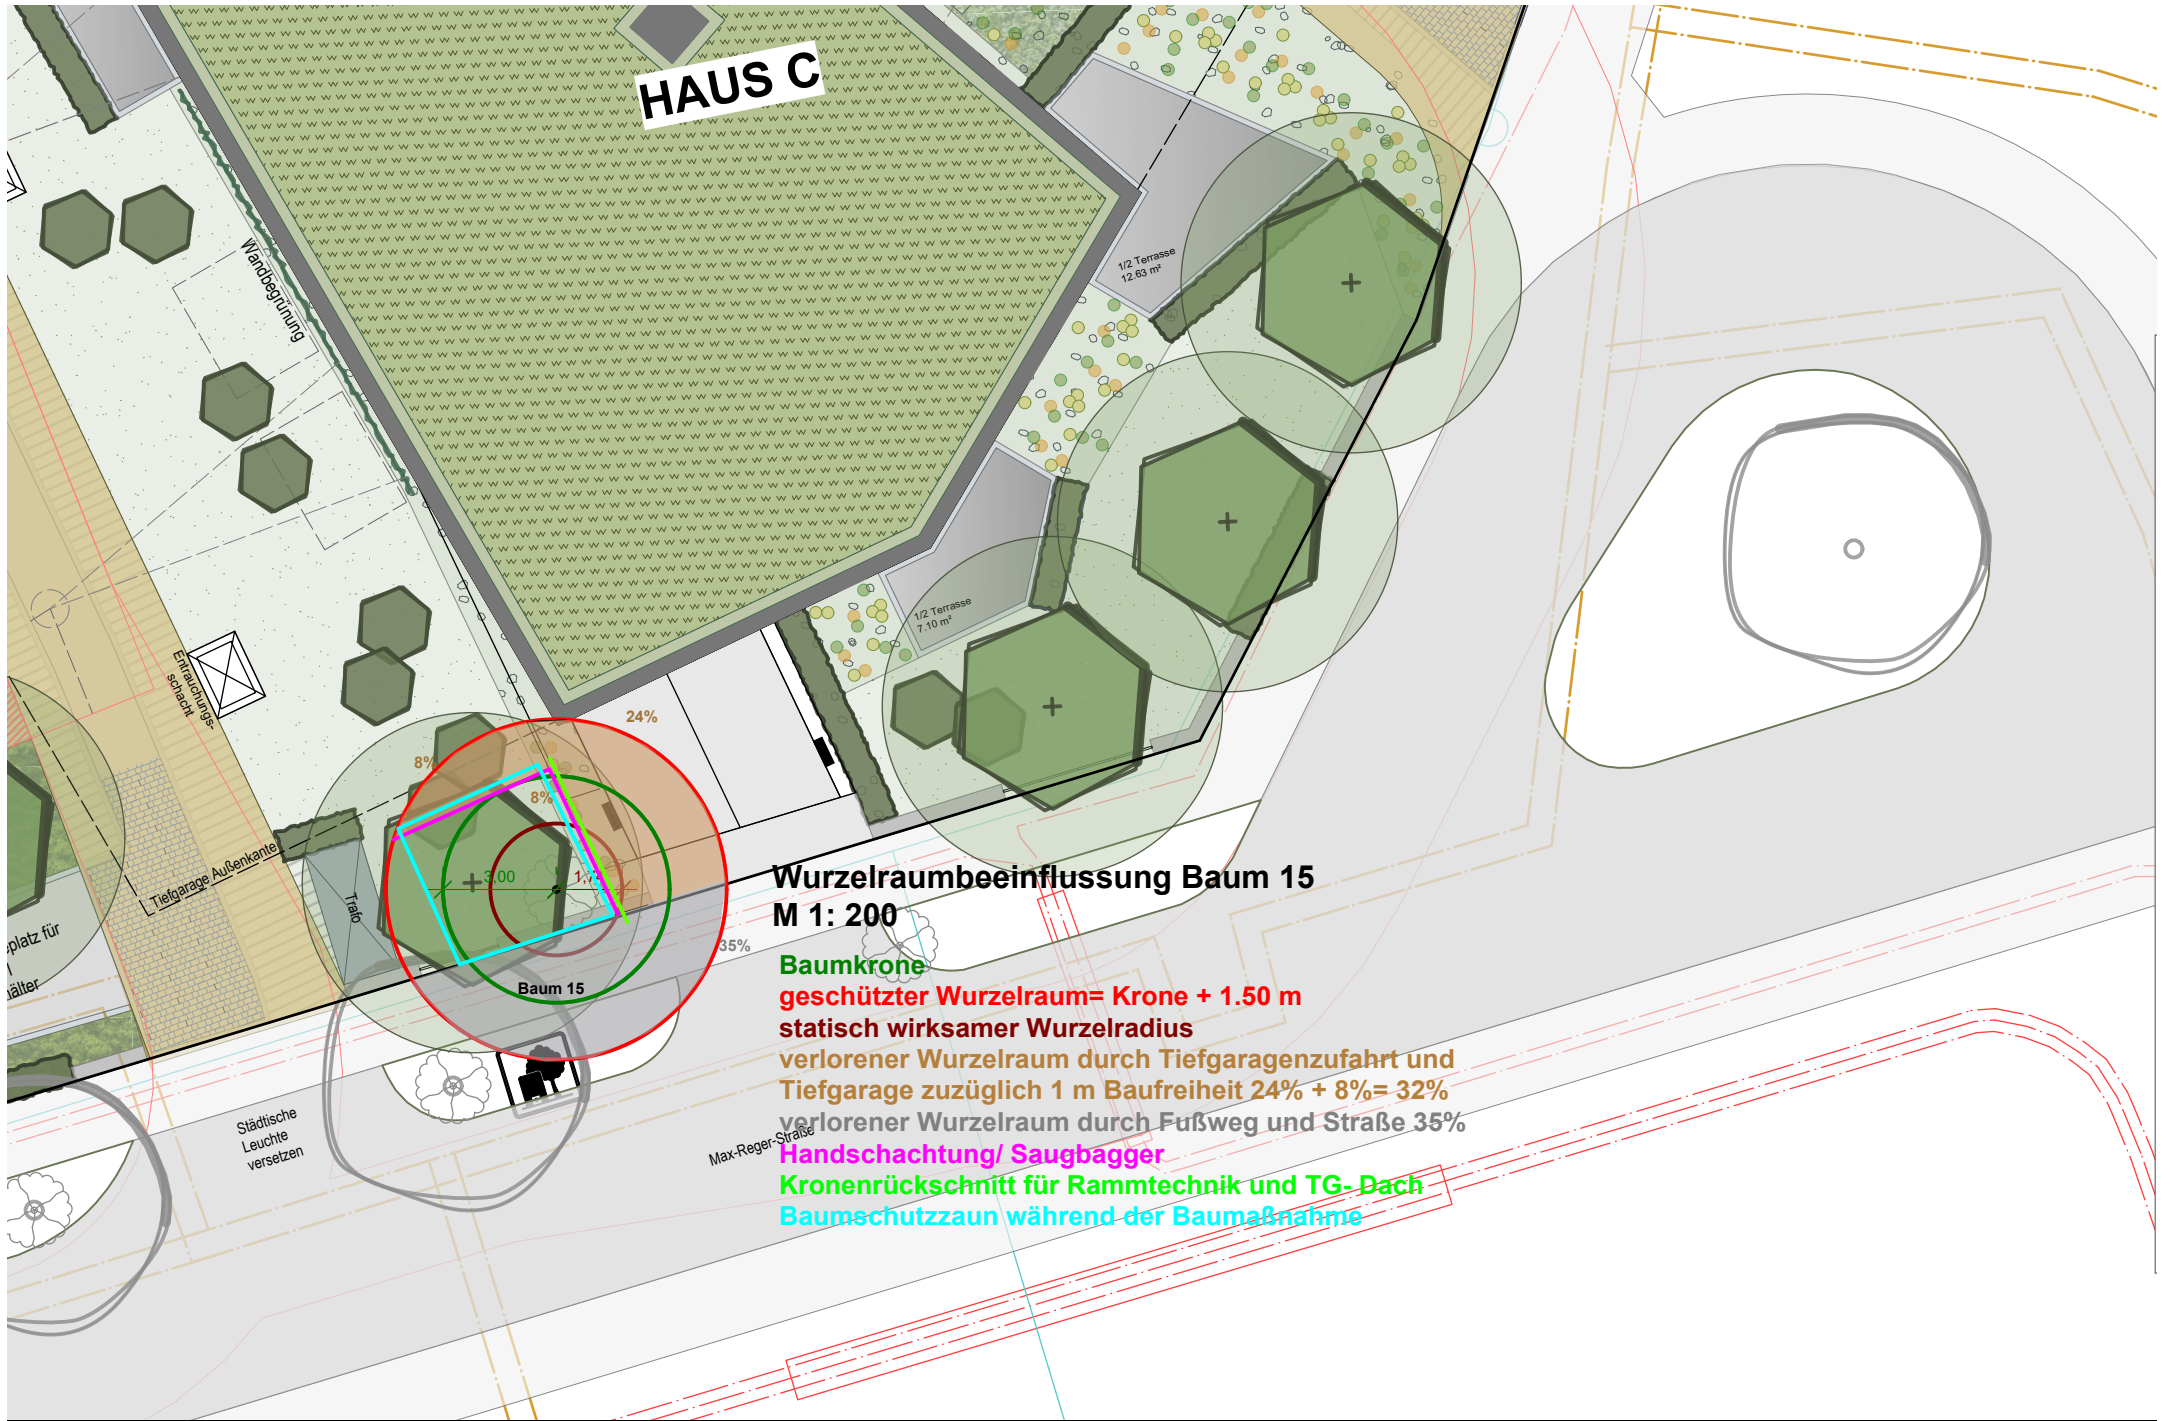 HAUS C
Wandbegrünung
1/2 Terrasse
12.63 m²
1/2 Terrasse
7.10 m²
Entrauchungs-
schacht
24%
8%
8%
Tiefgarage Außenkante
Trafo
3,00
35%
Baum 15
platz für
älter
Städtische
Leuchte
versetzen
Max-Reger-Straße
Wurzelraumbeeinflussung Baum 15
M 1: 200
Baumkrone
geschützter Wurzelraum= Krone + 1.50 m
statisch wirksamer Wurzelradius
verlorener Wurzelraum durch Tiefgaragenzufahrt und
Tiefgarage zuzüglich 1 m Baufreiheit 24% + 8%= 32%
verlorener Wurzelraum durch Fußweg und Straße 35%
Handschachtung/ Saugbagger
Kronenrückschnitt für Rammtechnik und TG- Dach
Baumschutzzaun während der Baumaßnahme